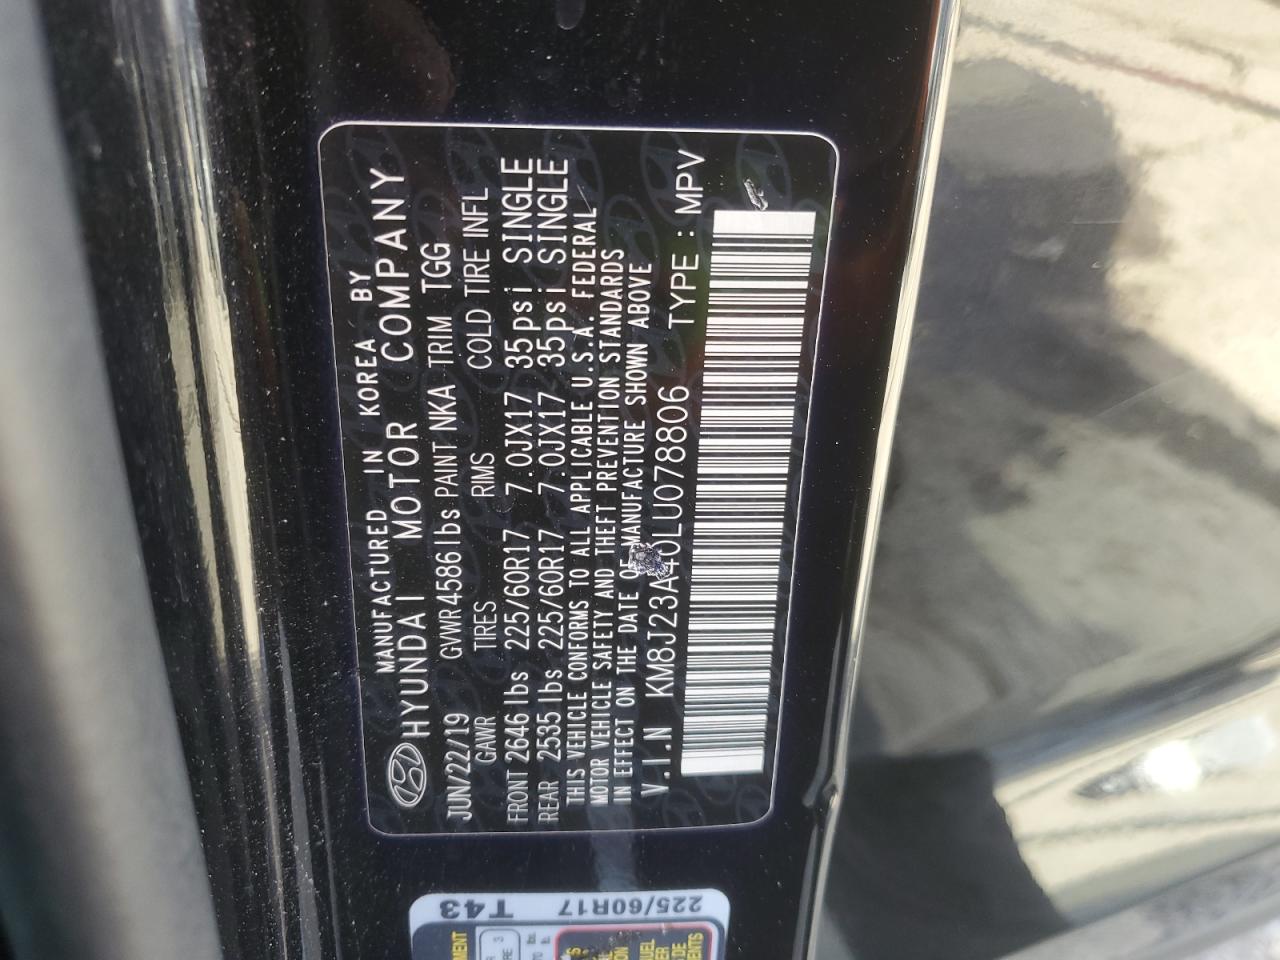 MANUFACTURED IN KOREA BY
HYUNDAI MOTOR COMPANY
JUN/22/19 GVWR 4586lbs PAINT NKA TRIM TGG
GAWR TIRES RIMS COLD TIRE INFL
FRONT 2646 lbs 225/60R17 7.0JX17 35psi SINGLE
REAR 2535 lbs 225/60R17 7.0JX17 35psi SINGLE
THIS VEHICLE CONFORMS TO ALL APPLICABLE U.S.A. FEDERAL
MOTOR VEHICLE SAFETY AND THEFT PREVENTION STANDARDS
IN EFFECT ON THE DATE OF MANUFACTURE SHOWN ABOVE
V.I.N KM8J23A40LU078806 TYPE : MPV
225/60R17
T43